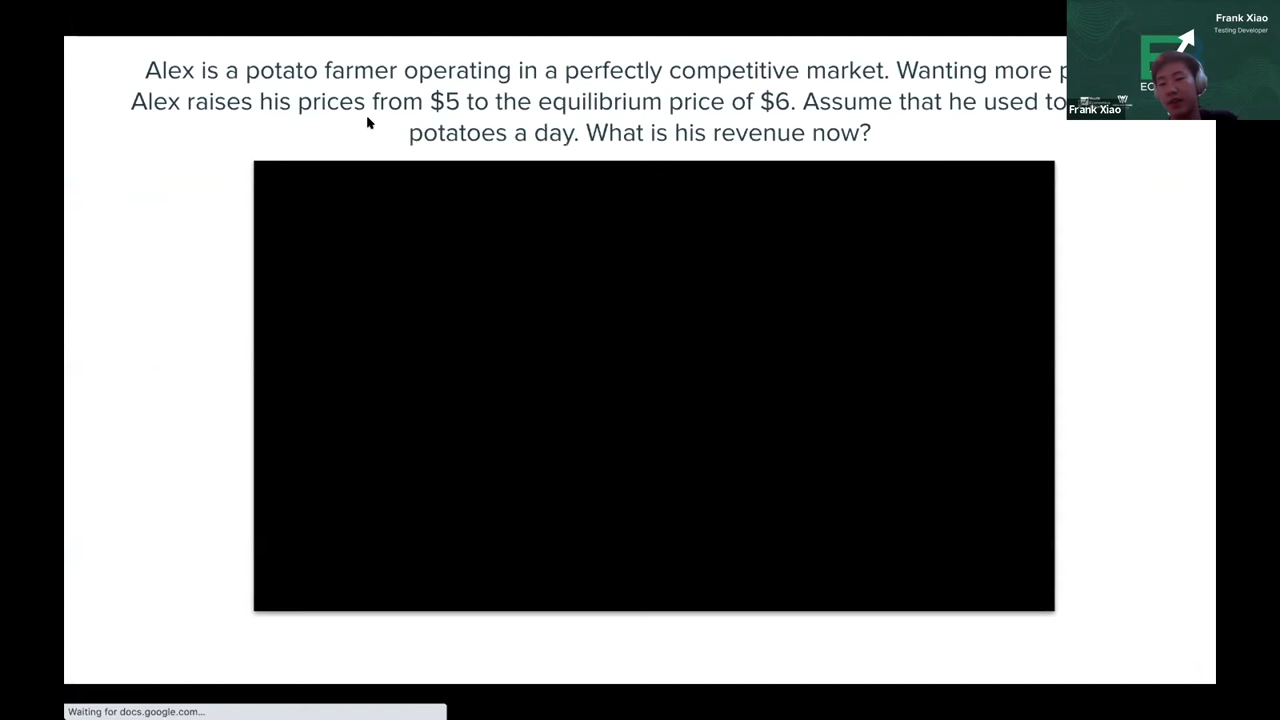 Alex is a potato farmer operating in a perfectly competitive market. Wanting more
Alex raises his prices from $5 to the equilibrium price of $6. Assume that he used to
potatoes a day. What is his revenue now?
Frank Xiao
Testing Developer
Frank Xiao
Waiting for docs.google.com...